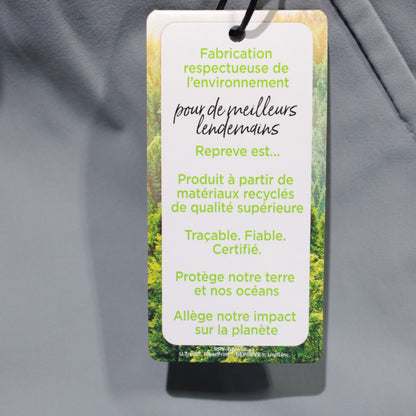 Fabrication
respectueuse de
l'environnement
pour de meilleurs
lendemains
Repreve est...
Produit à partir de
matériaux recyclés
de qualité supérieure
Traçable. Fiable.
Certifié.
Protège notre terre
et nos océans
Allège notre impact
sur la planète